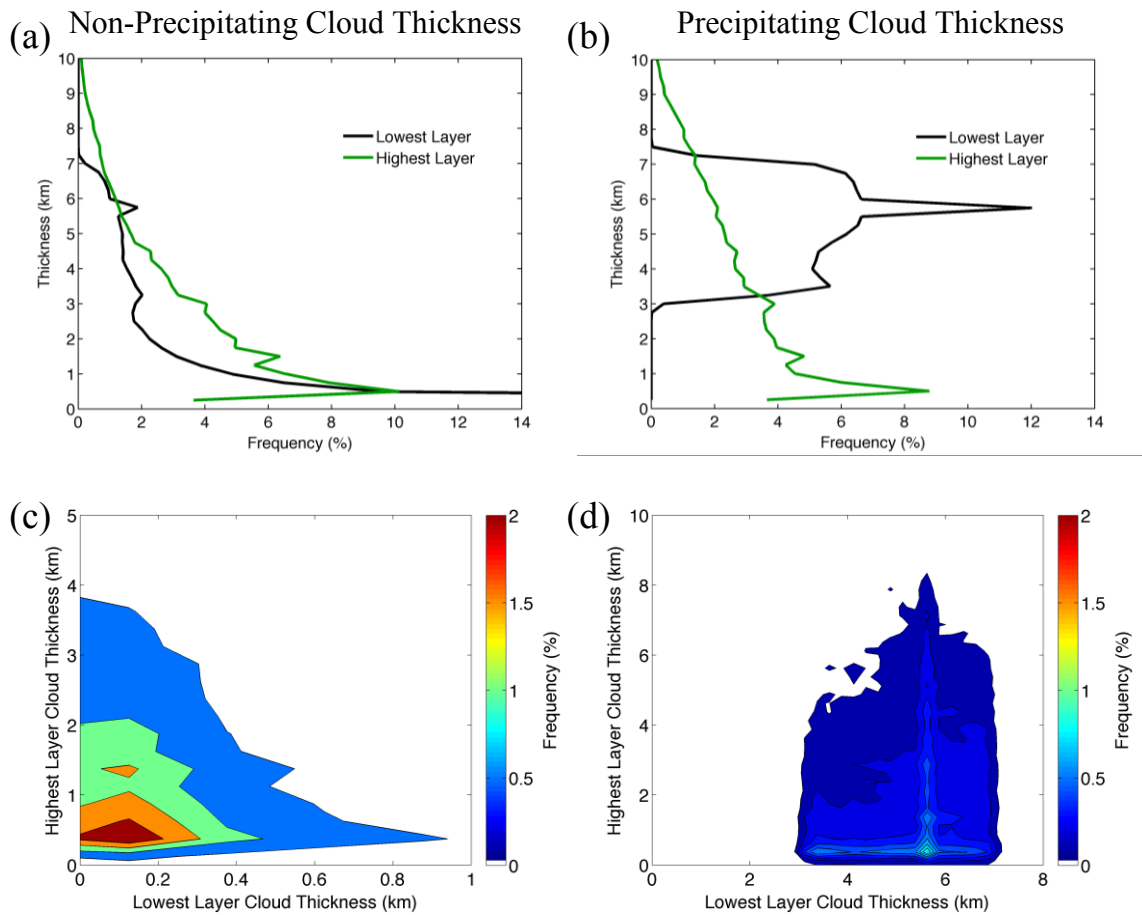 (a) Non-Precipitating Cloud Thickness
(b) Precipitating Cloud Thickness
10
9
8
7
6
5
4
3
2
1
0
Thickness (km)
Lowest Layer
Highest Layer
0 2 4 6 8 10 12 14
Frequency (%)
10
9
8
7
6
5
4
3
2
1
0
Thickness (km)
Lowest Layer
Highest Layer
0 2 4 6 8 10 12 14
Frequency (%)
(c)
5
4
3
2
1
0
Highest Layer Cloud Thickness (km)
0 0.2 0.4 0.6 0.8 1
Lowest Layer Cloud Thickness (km)
2
1.5
1
0.5
0
Frequency (%)
(d)
10
8
6
4
2
0
Highest Layer Cloud Thickness (km)
0 2 4 6 8
Lowest Layer Cloud Thickness (km)
2
1.5
1
0.5
0
Frequency (%)